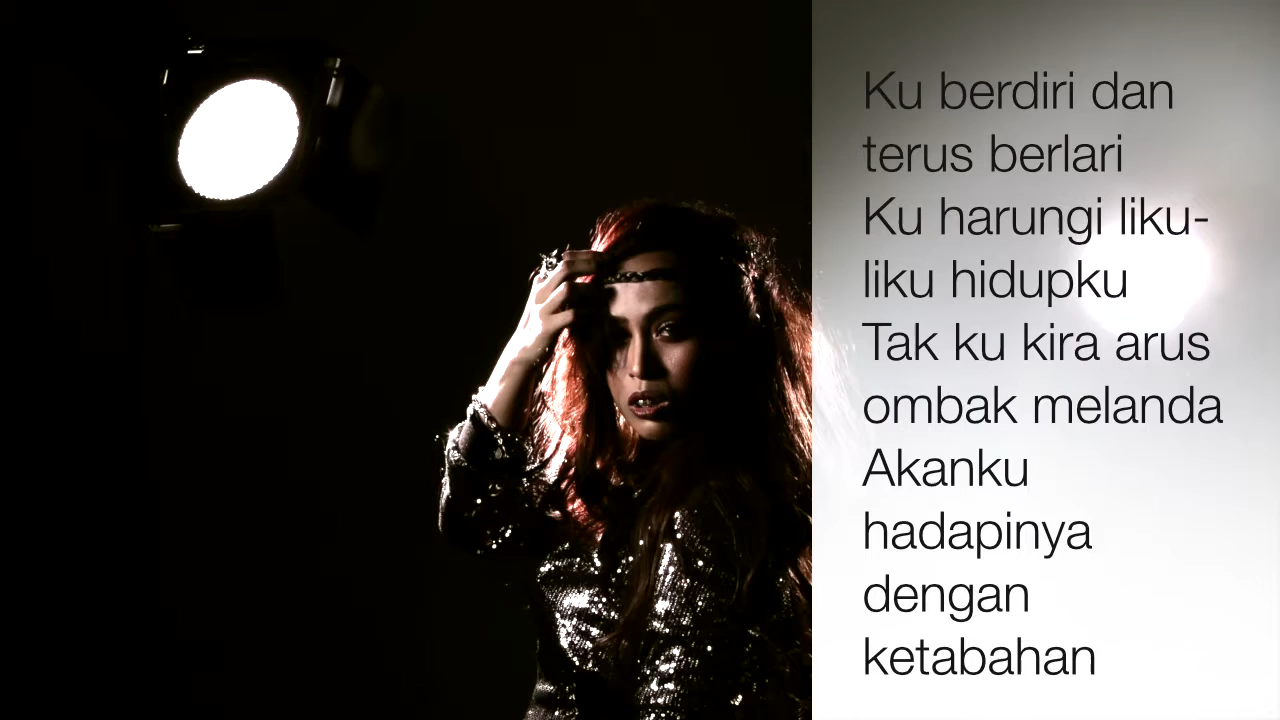 Ku berdiri dan
terus berlari
Ku harungi liku-
liku hidupku
Tak ku kira arus
ombak melanda
Akanku
hadapinya
dengan
ketabahan